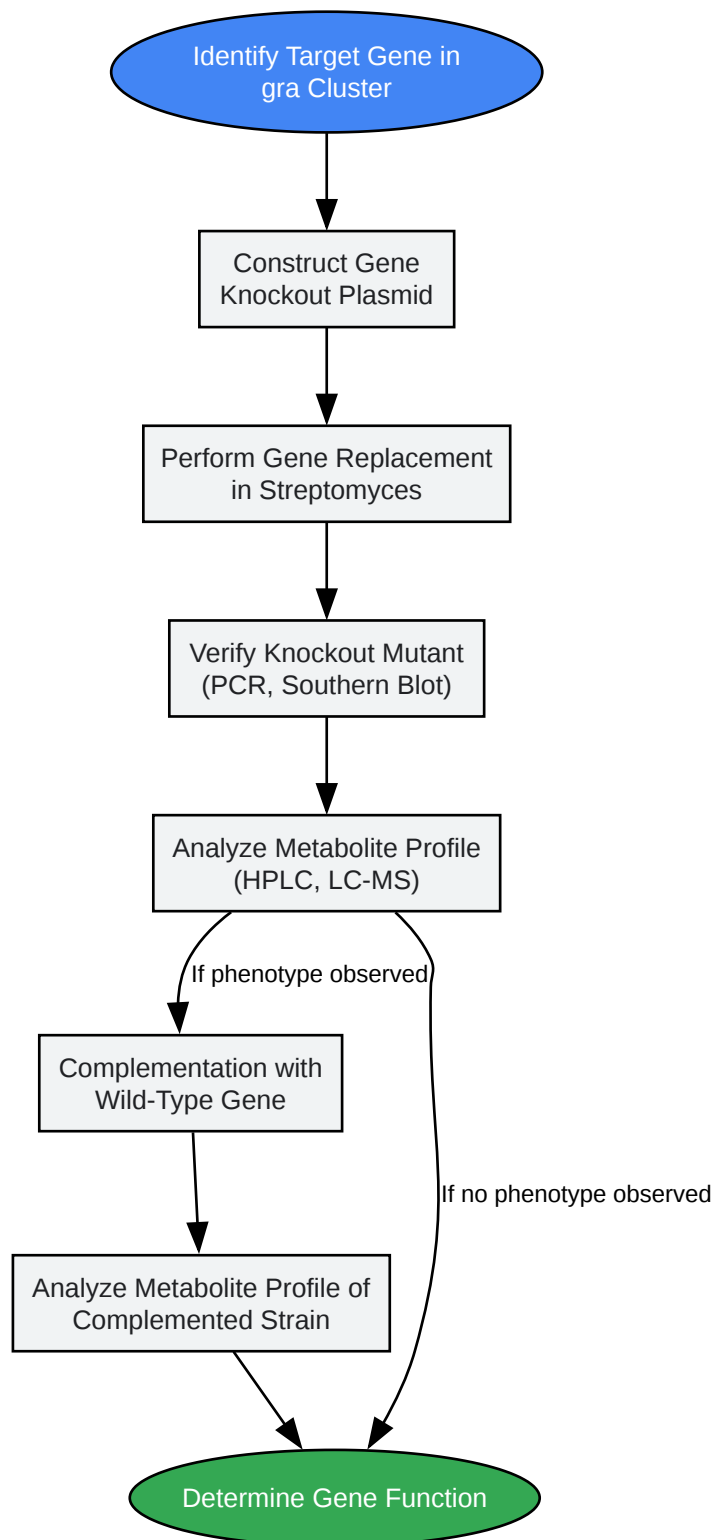 Identify Target Gene in
gra Cluster
Construct Gene
Knockout Plasmid
Perform Gene Replacement
in Streptomyces
Verify Knockout Mutant
(PCR, Southern Blot)
Analyze Metabolite Profile
(HPLC, LC-MS)
If phenotype observed
Complementation with
Wild-Type Gene
If no phenotype observed
Analyze Metabolite Profile of
Complemented Strain
Determine Gene Function